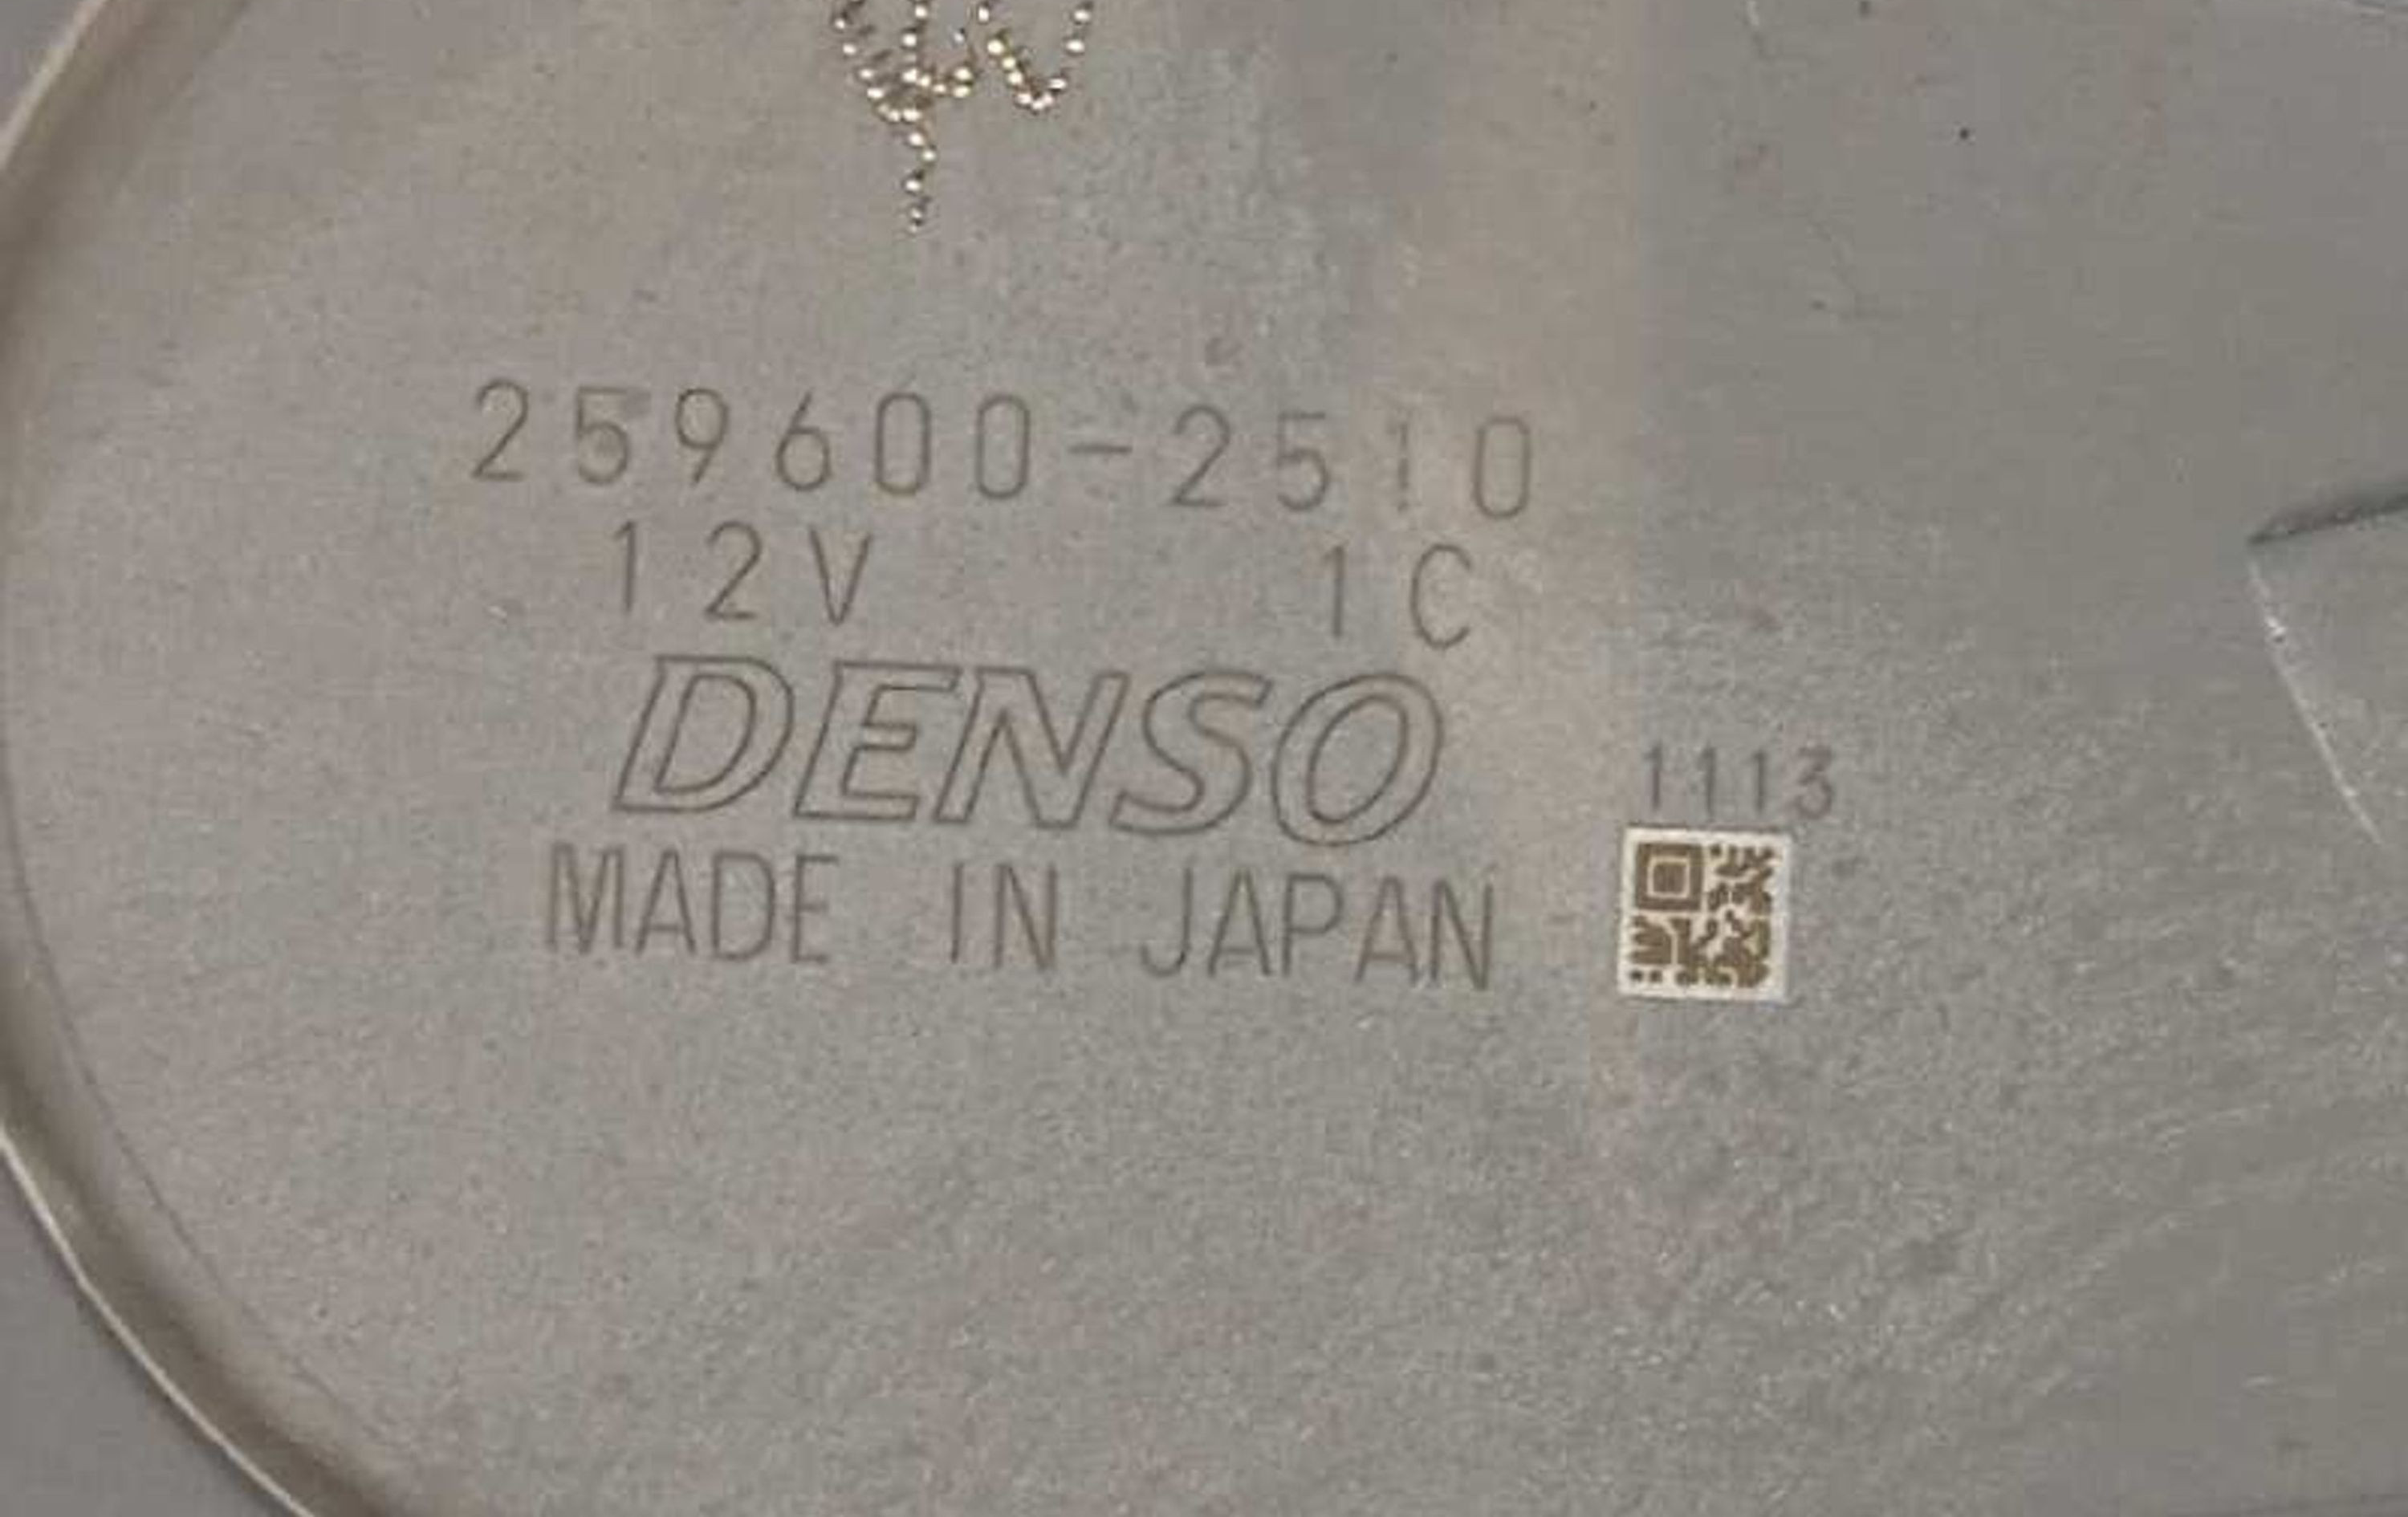 259600-2510
12V 1C
DENSO
1113
MADE IN JAPAN